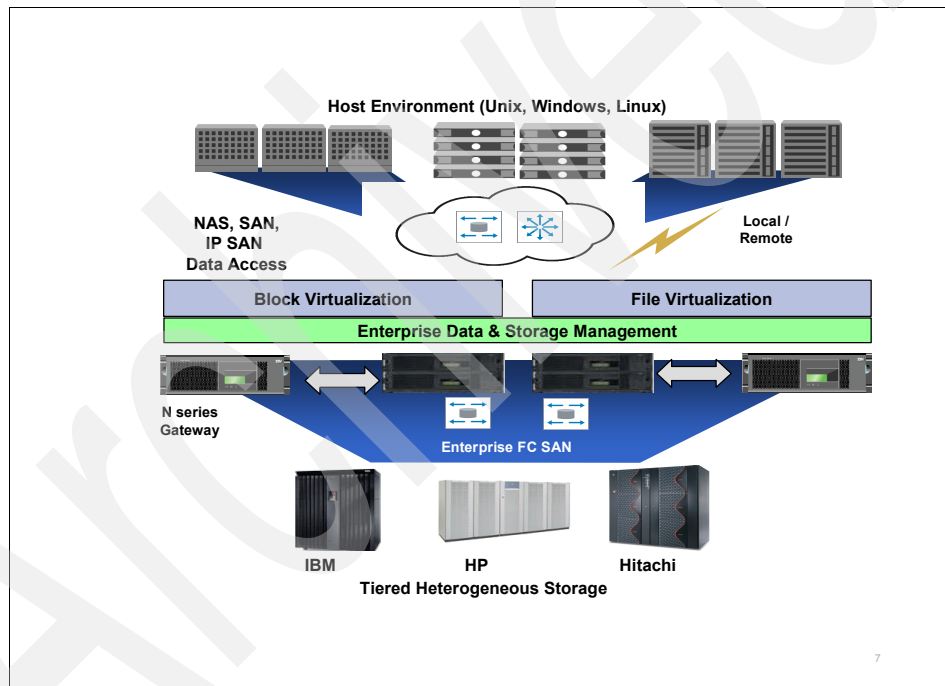 Host Environment (Unix, Windows, Linux)
NAS, SAN,
IP SAN
Data Access
Local /
Remote
Block Virtualization
File Virtualization
Enterprise Data & Storage Management
N series
Gateway
Enterprise FC SAN
IBM
HP
Hitachi
Tiered Heterogeneous Storage
7